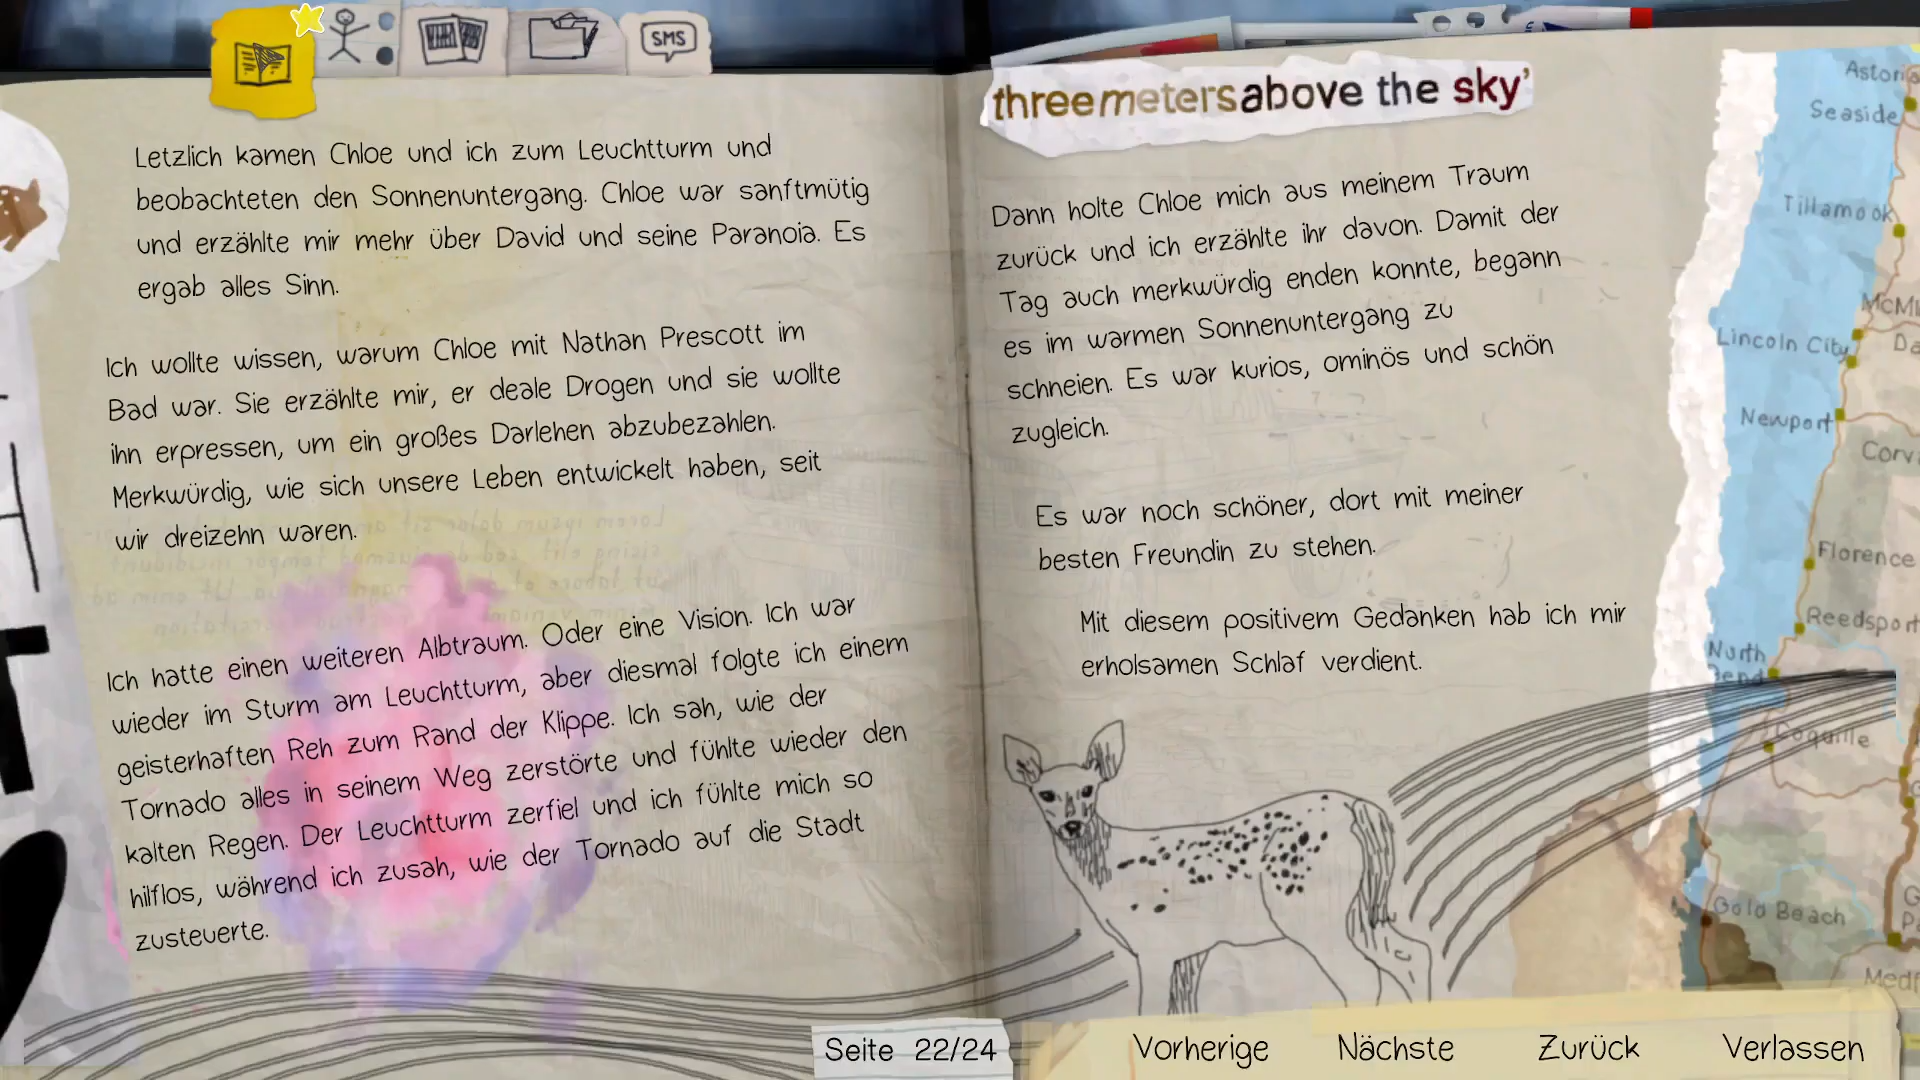 SMS
Letzlich kamen Chloe und ich zum Leuchtturm und
beobachteten den Sonnenuntergang. Chloe war sanftmütig
und erzählte mir mehr über David und seine Paranoia. Es
ergab alles Sinn.
Ich wollte wissen, warum Chloe mit Nathan Prescott im
Bad war. Sie erzählte mir, er deale Drogen und sie wollte
ihn erpressen, um ein großes Darlehen abzubezahlen.
Merkwürdig, wie sich unsere Leben entwickelt haben, seit
wir dreizehn waren.
Ich hatte einen weiteren Albtraum. Oder eine Vision. Ich war
wieder im Sturm am Leuchtturm, aber diesmal folgte ich einem
geisterhaften Reh zum Rand der Klippe. Ich sah, wie der
Tornado alles in seinem Weg zerstörte und fühlte wieder den
kalten Regen. Der Leuchtturm zerfiel und ich fühlte mich so
hilflos, während ich zusah, wie der Tornado auf die Stadt
zusteuerte.
threemetersabove the sky'
Dann holte Chloe mich aus meinem Traum
zurück und ich erzählte ihr davon. Damit der
Tag auch merkwürdig enden konnte, begann
es im warmen Sonnenuntergang zu
schneien. Es war kurios, ominös und schön
zugleich.
Es war noch schöner, dort mit meiner
besten Freundin zu stehen.
Mit diesem positivem Gedanken hab ich mir
erholsamen Schlaf verdient.
Astoria
Seaside
Tillamook
McMi
Lincoln City
Da
Newport
Corv
Florence
Reedsport
North
Bend
Coquille
Gold Beach
Medf
Seite 22/24
Vorherige
Nächste
Zurück
Verlassen